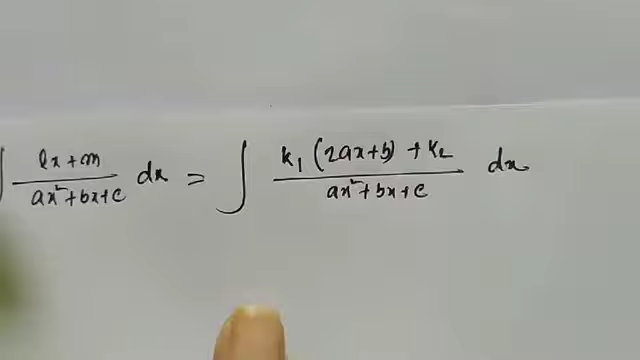 ∫ lx+m / ax²+bx+c dx = ∫ k₁(2ax+b)+k₂ / ax²+bx+c dx